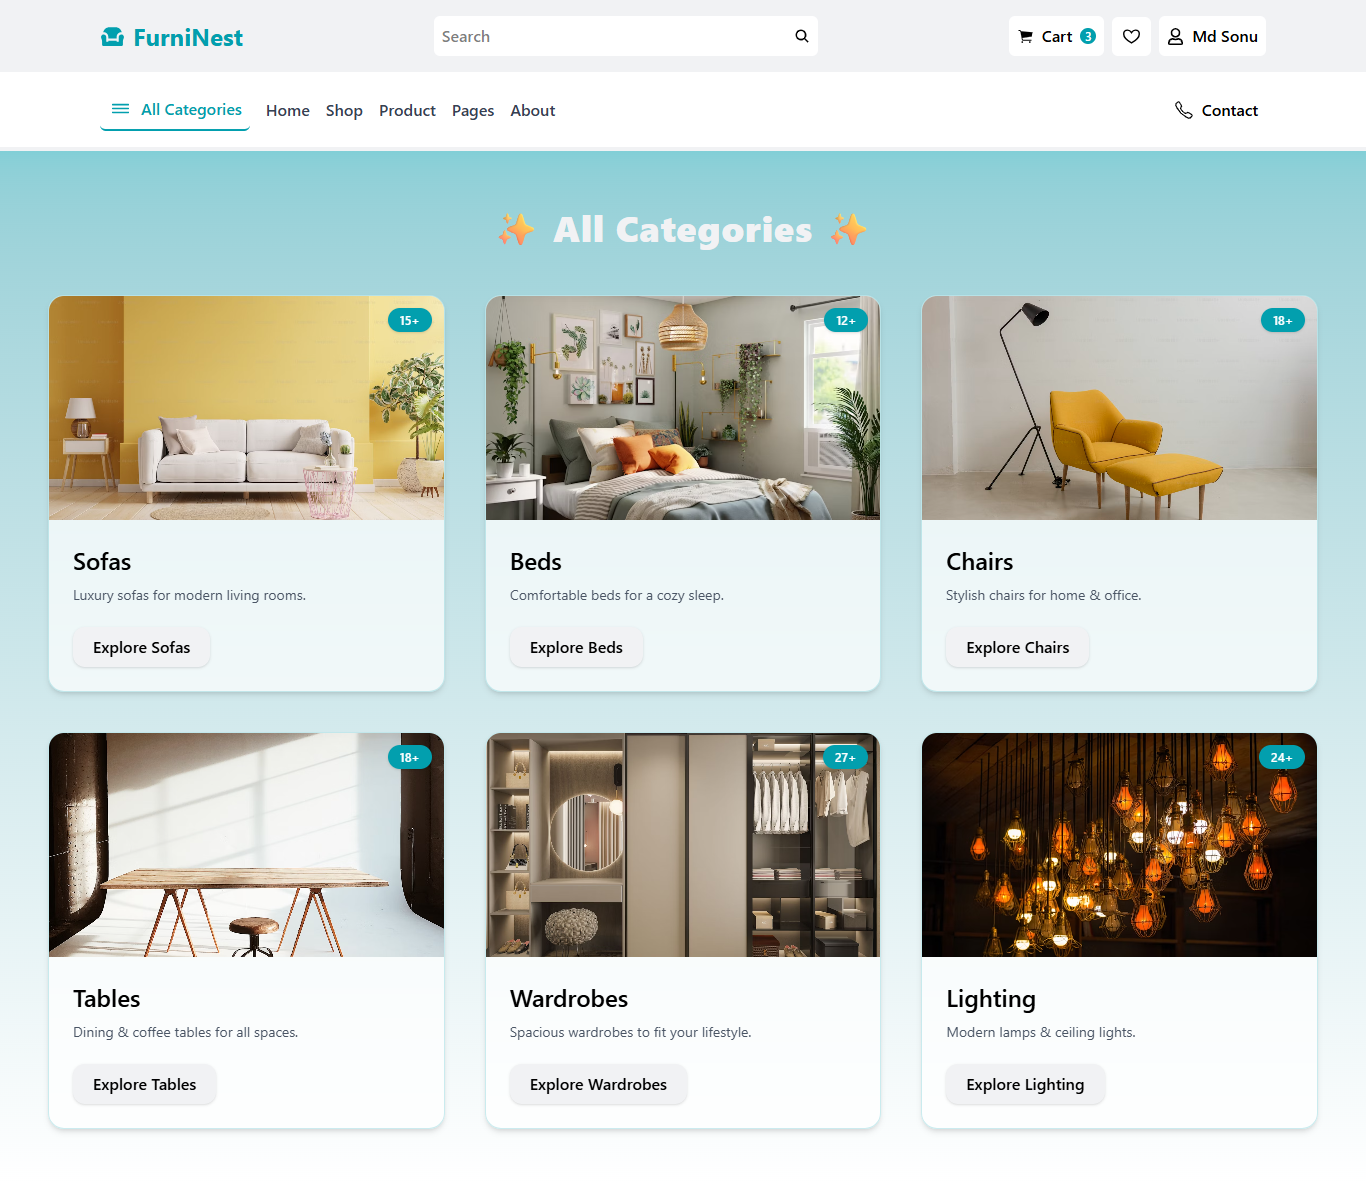 FurniNest
Search
Cart 3
Md Sonu
All Categories
Home
Shop
Product
Pages
About
Contact
✨ All Categories ✨
15+
Sofas
Luxury sofas for modern living rooms.
Explore Sofas
12+
Beds
Comfortable beds for a cozy sleep.
Explore Beds
18+
Chairs
Stylish chairs for home & office.
Explore Chairs
18+
Tables
Dining & coffee tables for all spaces.
Explore Tables
27+
Wardrobes
Spacious wardrobes to fit your lifestyle.
Explore Wardrobes
24+
Lighting
Modern lamps & ceiling lights.
Explore Lighting